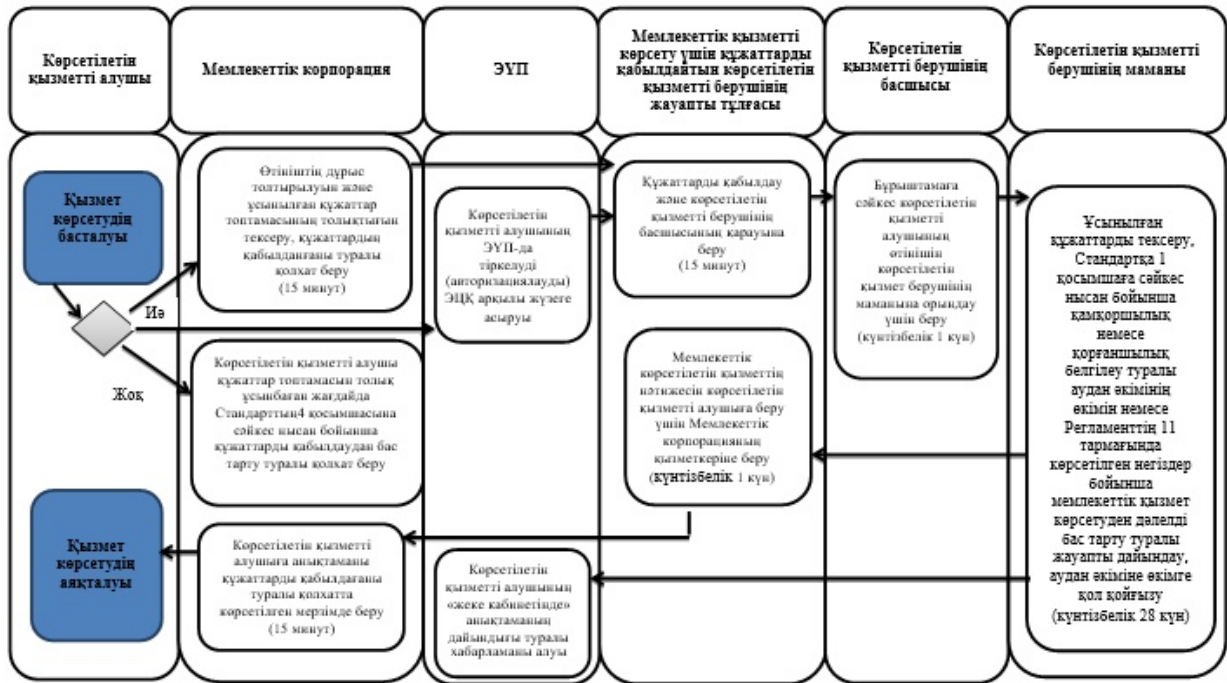 Көрсетілетін
қызметті алушы
Мемлекеттік корпорация
ЭҮП
Мемлекеттік қызметті
көрсету үшін құжаттарды
қабылдайтын көрсетілетін
қызметті берушінің
жауапты тұлғасы
Көрсетілетін
қызметті берушінің
басшысы
Көрсетілетін қызметті
берушінің маманы
Қызмет
көрсетудің
басталуы
Иә
Жоқ
Өтініштің дұрыс
толтырылуын және
ұсынылған құжаттар
топтамасының толықтығын
тексеру, құжаттардың
қабылданғаны туралы
қолхат беру
(15 минут)
Көрсетілетін
қызметті алушының
ЭҮП-да
тіркелуді
(авторизациялауды)
ЭЦҚ арқылы жүзеге
асыруы
Құжаттарды қабылдау
және көрсетілетін
қызметті берушінің
басшысының қарауына
беру
(15 минут)
Бұрыштамаға
сәйкес көрсетілетін
қызметті
алушының
өтінішін
көрсетілетін
қызмет берушінің
маманына орындау
үшін беру
(күнтізбелік 1 күн)
Ұсынылған
құжаттарды тексеру,
Стандартқа 1
қосымшаға сәйкес
нысан бойынша
қамқоршылық
немесе
қорғаншылық
белгілеу туралы
аудан әкімінің
өкімін немесе
Регламенттің 11
тармағында
көрсетілген негіздер
бойынша
мемлекеттік қызмет
көрсетуден дәлелді
бас тарту туралы
жауапты дайындау,
аудан әкіміне өкімге
қол қойғызу
(күнтізбелік 28 күн)
Көрсетілетін қызметті алушы
құжаттар топтамасын толық
ұсынбаған жағдайда
Стандарттың4 қосымшасына
сәйкес нысан бойынша
құжаттарды қабылдаудан бас
тарту туралы қолхат беру
Мемлекеттік
көрсетілетін қызметтің
нәтижесін көрсетілетін
қызметті алушыға беру
үшін Мемлекеттік
корпорацияның
қызметкеріне беру
(күнтізбелік 1 күн)
Қызмет
көрсетудің
аяқталуы
Көрсетілетін қызметті
алушыға анықтаманы
құжаттарды қабылдағаны
туралы қолхатта
көрсетілген мерзімде беру
(15 минут)
Көрсетілетін
қызметті алушының
«жеке кабинетінде»
анықтаманың
дайындығы туралы
хабарламаны алуы